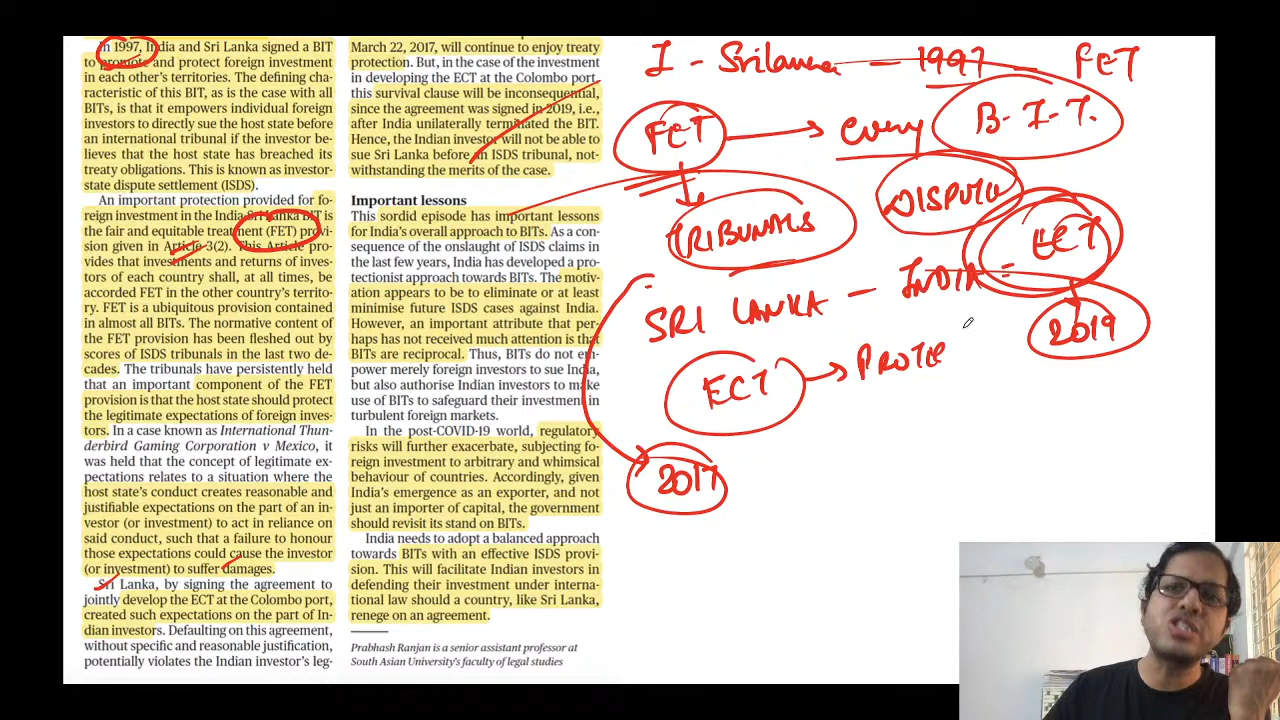 In 1997, India and Sri Lanka signed a BIT
to promote and protect foreign investment
in each other's territories. The defining cha-
racteristic of this BIT, as is the case with all
BITs, is that it empowers individual foreign
investors to directly sue the host state before
an international tribunal if the investor be-
lieves that the host state has breached its
treaty obligations. This is known as investor-
state dispute settlement (ISDS).
An important protection provided for fo-
reign investment in the India-Sri Lanka BIT is
the fair and equitable treatment (FET) provi-
sion given in Article 3(2). This Article pro-
vides that investments and returns of inves-
tors of each country shall, at all times, be
accorded FET in the other country's territo-
ry. FET is a ubiquitous provision contained
in almost all BITs. The normative content of
the FET provision has been fleshed out by
scores of ISDS tribunals in the last two de-
cades. The tribunals have persistently held
that an important component of the FET
provision is that the host state should protect
the legitimate expectations of foreign inves-
tors. In a case known as International Thun-
derbird Gaming Corporation v Mexico, it
was held that the concept of legitimate ex-
pectations relates to a situation where the
host state's conduct creates reasonable and
justifiable expectations on the part of an in-
vestor (or investment) to act in reliance on
said conduct, such that a failure to honour
those expectations could cause the investor
(or investment) to suffer damages.
Sri Lanka, by signing the agreement to
jointly develop the ECT at the Colombo port,
created such expectations on the part of In-
dian investors. Defaulting on this agreement,
without specific and reasonable justification,
potentially violates the Indian investor's leg-
March 22, 2017, will continue to enjoy treaty
protection. But, in the case of the investment
in developing the ECT at the Colombo port,
this survival clause will be inconsequential,
since the agreement was signed in 2019, i.e.,
after India unilaterally terminated the BIT.
Hence, the Indian investor will not be able to
sue Sri Lanka before an ISDS tribunal, not-
withstanding the merits of the case.
Important lessons
This sordid episode has important lessons
for India's overall approach to BITs. As a con-
sequence of the onslaught of ISDS claims in
the last few years, India has developed a pro-
tectionist approach towards BITs. The motiv-
ation appears to be to eliminate or at least
minimise future ISDS cases against India.
However, an important attribute that per-
haps has not received much attention is that
BITs are reciprocal. Thus, BITs do not em-
power merely foreign investors to sue India,
but also authorise Indian investors to make
use of BITs to safeguard their investment in
turbulent foreign markets.
In the post-COVID-19 world, regulatory
risks will further exacerbate, subjecting fo-
reign investment to arbitrary and whimsical
behaviour of countries. Accordingly, given
India's emergence as an exporter, and not
just an importer of capital, the government
should revisit its stand on BITs.
India needs to adopt a balanced approach
towards BITs with an effective ISDS provi-
sion. This will facilitate Indian investors in
defending their investment under interna-
tional law should a country, like Sri Lanka,
renege on an agreement.
Prabhash Ranjan is a senior assistant professor at
South Asian University's faculty of legal studies
I - Srilanka - 1997 FET
FET → every B.I.T.
DISPUTE
TRIBUNALS
SRI LANKA - INDIA = ECT
2019
ECT → PROTE
2017